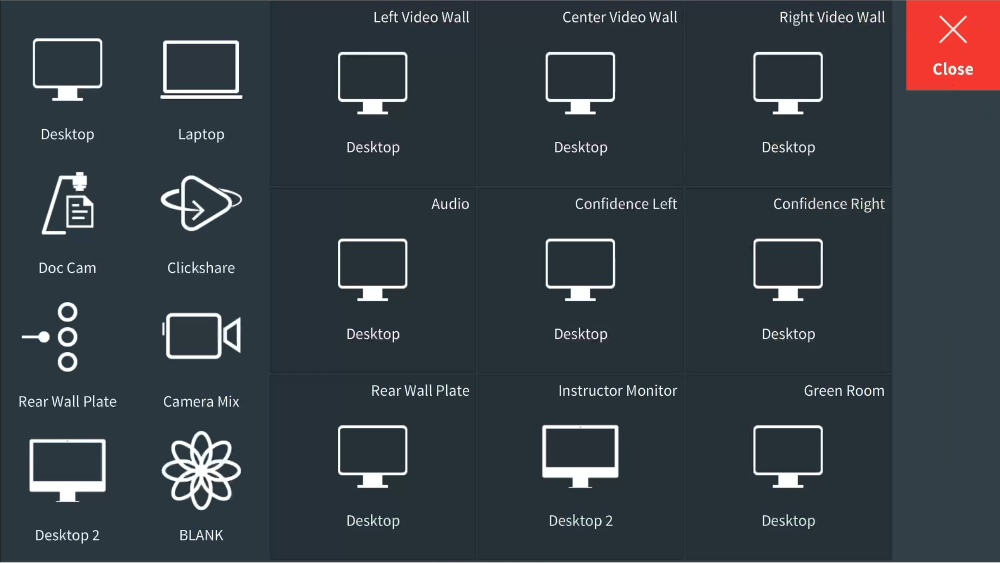 Desktop
Laptop
Doc Cam
Clickshare
Rear Wall Plate
Camera Mix
Desktop 2
BLANK
Left Video Wall
Desktop
Center Video Wall
Desktop
Right Video Wall
Desktop
Audio
Desktop
Confidence Left
Desktop
Confidence Right
Desktop
Rear Wall Plate
Desktop
Instructor Monitor
Desktop 2
Green Room
Desktop
Close